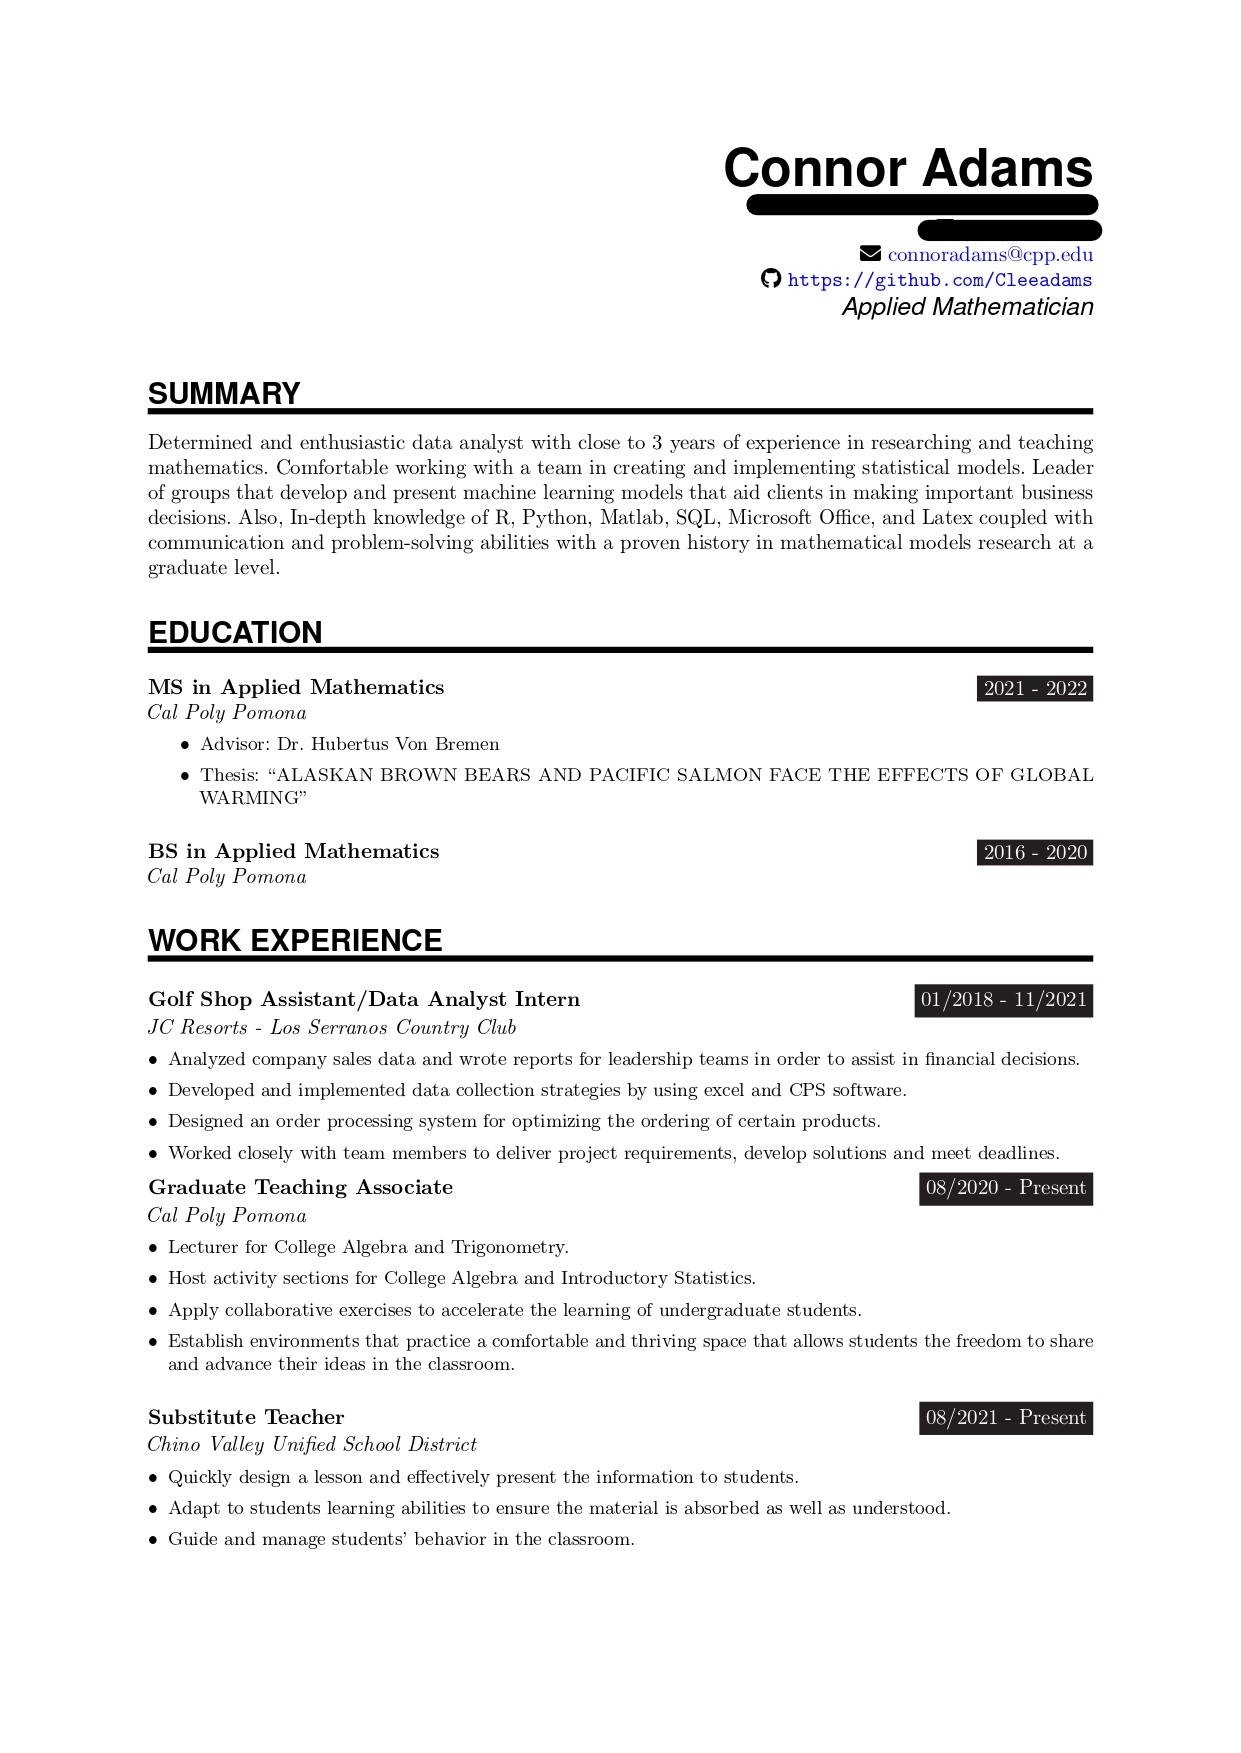 Connor Adams
connoradams@cpp.edu
https://github.com/Cleeadams
Applied Mathematician
SUMMARY
Determined and enthusiastic data analyst with close to 3 years of experience in researching and teaching
mathematics. Comfortable working with a team in creating and implementing statistical models. Leader
of groups that develop and present machine learning models that aid clients in making important business
decisions. Also, In-depth knowledge of R, Python, Matlab, SQL, Microsoft Office, and Latex coupled with
communication and problem-solving abilities with a proven history in mathematical models research at a
graduate level.
EDUCATION
MS in Applied Mathematics 2021 - 2022
Cal Poly Pomona
• Advisor: Dr. Hubertus Von Bremen
• Thesis: “ALASKAN BROWN BEARS AND PACIFIC SALMON FACE THE EFFECTS OF GLOBAL
WARMING”
BS in Applied Mathematics 2016 - 2020
Cal Poly Pomona
WORK EXPERIENCE
Golf Shop Assistant/Data Analyst Intern 01/2018 - 11/2021
JC Resorts - Los Serranos Country Club
• Analyzed company sales data and wrote reports for leadership teams in order to assist in financial decisions.
• Developed and implemented data collection strategies by using excel and CPS software.
• Designed an order processing system for optimizing the ordering of certain products.
• Worked closely with team members to deliver project requirements, develop solutions and meet deadlines.
Graduate Teaching Associate 08/2020 - Present
Cal Poly Pomona
• Lecturer for College Algebra and Trigonometry.
• Host activity sections for College Algebra and Introductory Statistics.
• Apply collaborative exercises to accelerate the learning of undergraduate students.
• Establish environments that practice a comfortable and thriving space that allows students the freedom to share
and advance their ideas in the classroom.
Substitute Teacher 08/2021 - Present
Chino Valley Unified School District
• Quickly design a lesson and effectively present the information to students.
• Adapt to students learning abilities to ensure the material is absorbed as well as understood.
• Guide and manage students’ behavior in the classroom.